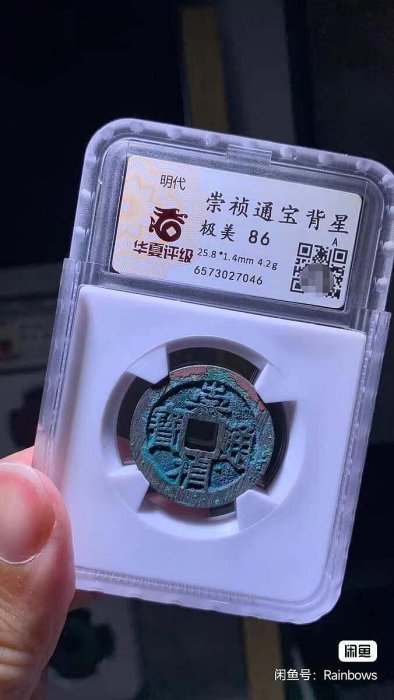 明代
崇祯通宝背星
极美 86
A
华夏评级
25.8*1.4mm 4.2g
6573027046
崇
通
寶
禎
闲鱼
闲鱼号：Rainbows